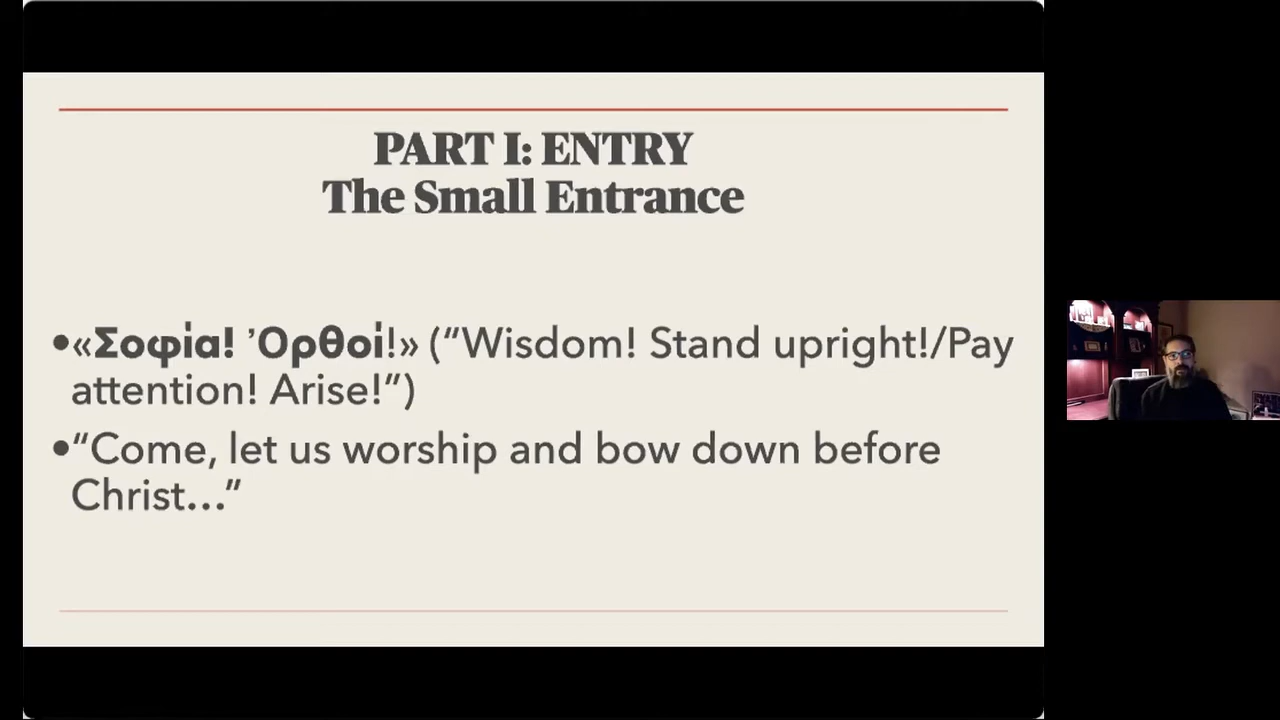 PART I: ENTRY
The Small Entrance
•«Σοφία! Ὀρθοί!» (“Wisdom! Stand upright!/Pay
attention! Arise!”)
•“Come, let us worship and bow down before
Christ…”